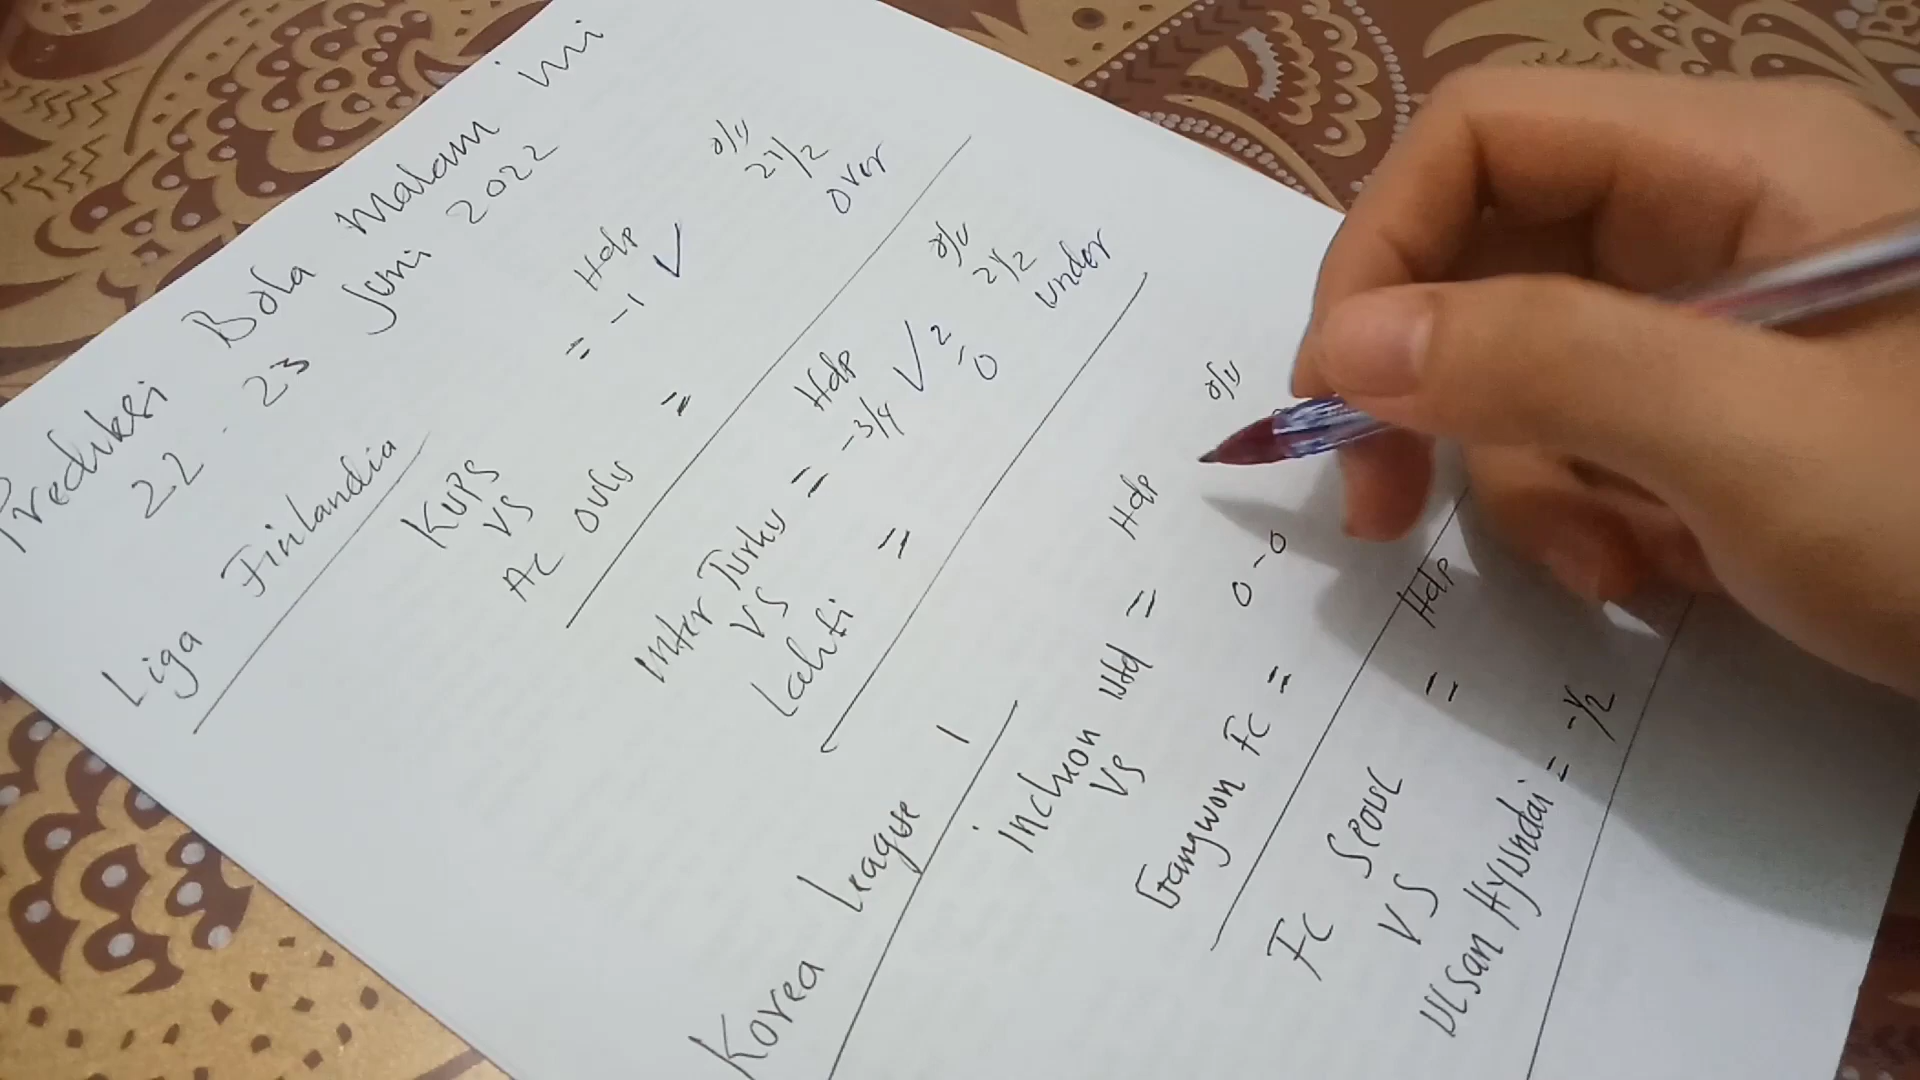 Prediksi Bola Malam ini
22 - 23 Juni 2022
Liga Finlandia
Hdp o/u
KUPS = -1 ✓ 2 1/2
VS over
AC OULU =
Hdp o/u
inter Turku = -3/4 ✓ 2 2 1/2
VS -0 under
Lahti =
Korea League 1
Hdp o/u
incheon Utd =
VS
Gangwon FC = 0-0
Hdp
FC Seoul =
VS
ULSan Hyundai = -1/2